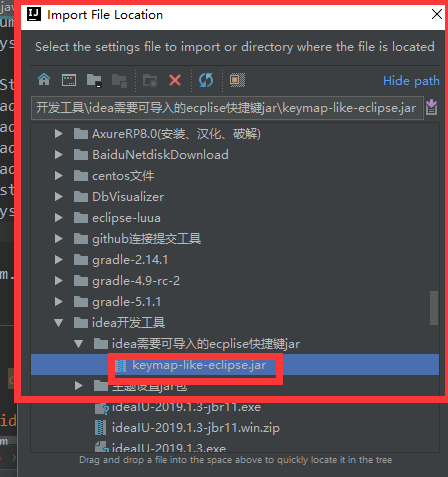 java
Import File Location
Select the settings file to import or directory where the file is located
Hide path
开发工具\idea需要可导入的ecplise快捷键jar\keymap-like-eclipse.jar
AxureRP8.0(安装、汉化、破解)
BaiduNetdiskDownload
centos文件
DbVisualizer
eclipse-luua
github连接提交工具
gradle-2.14.1
gradle-4.9-rc-2
gradle-5.1.1
idea开发工具
idea需要可导入的ecplise快捷键jar
keymap-like-eclipse.jar
主题设置jar包
ideaIU-2019.1.3-jbr11.exe
ideaIU-2019.1.3-jbr11.win.zip
ideaIU-2019.1.3.exe
Drag and drop a file into the space above to quickly locate it in the tree